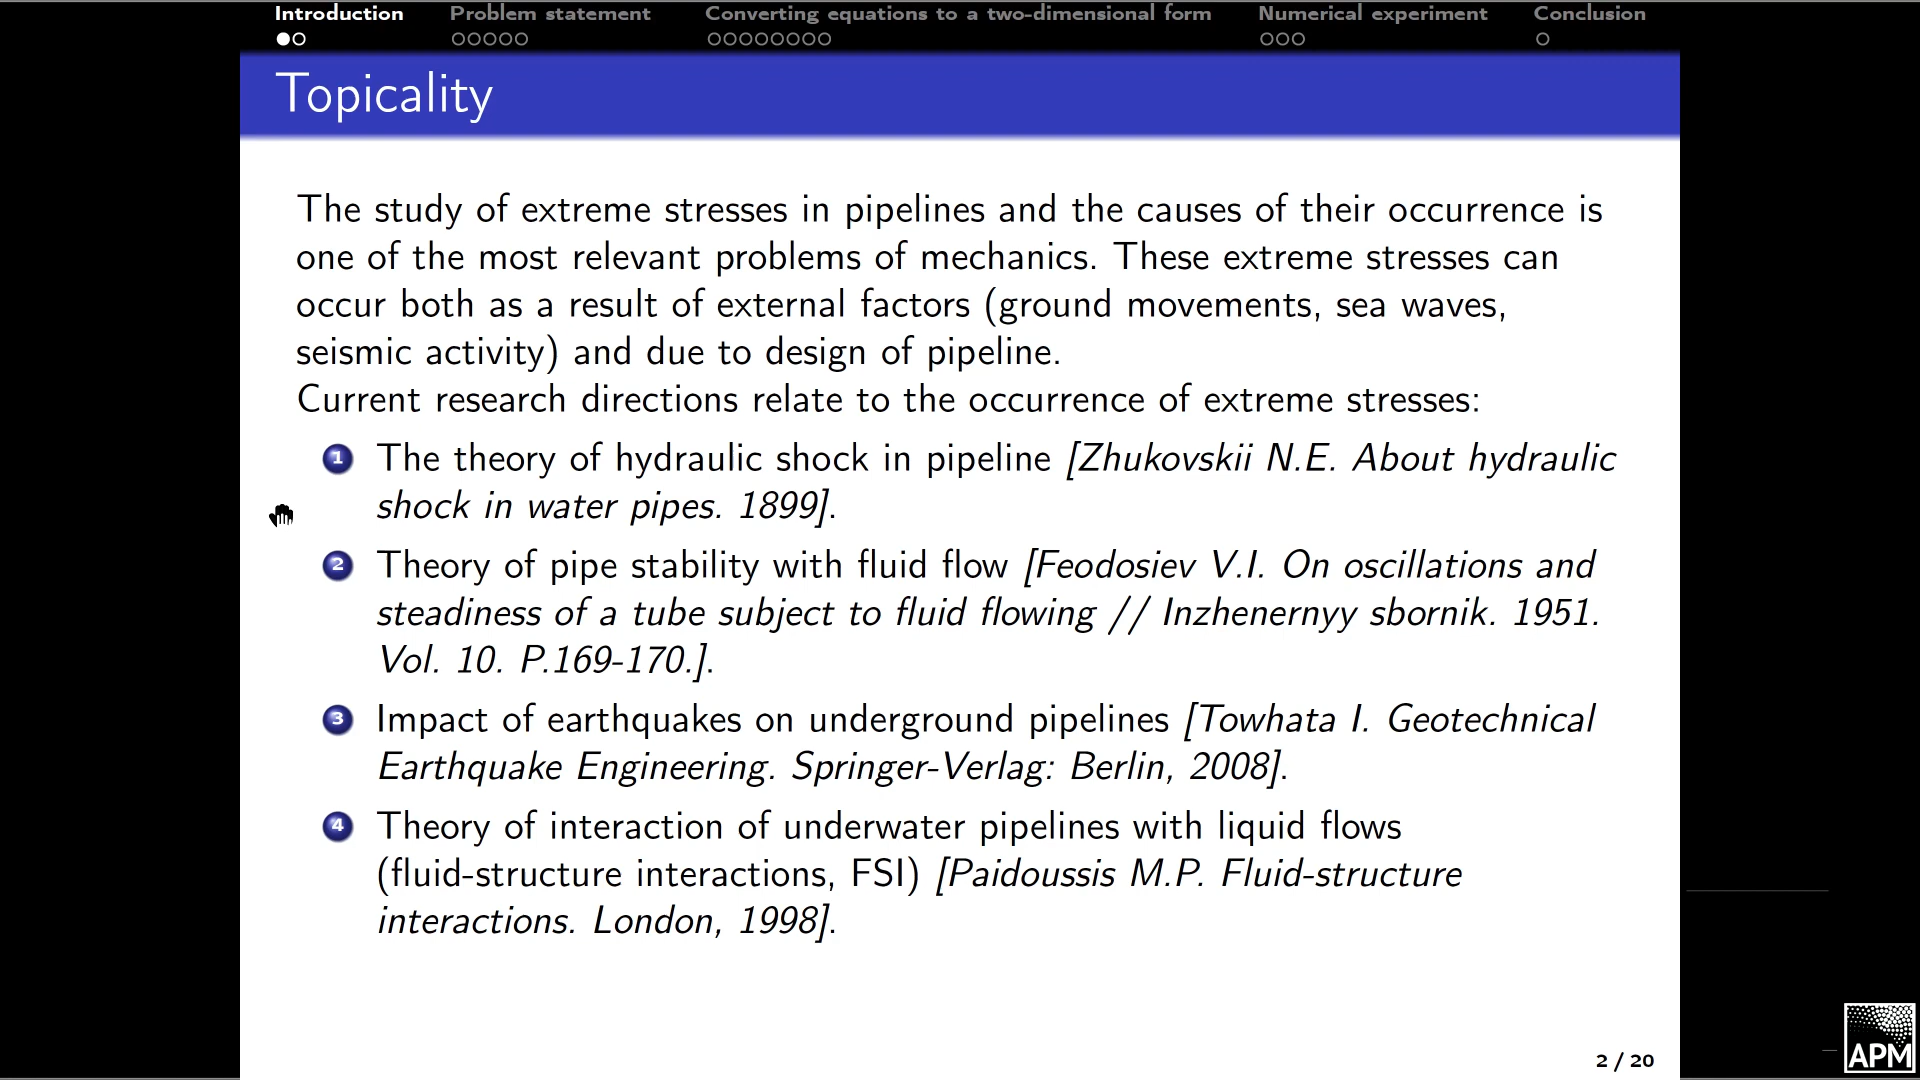 Introduction Problem statement Converting equations to a two-dimensional form Numerical experiment Conclusion
Topicality
The study of extreme stresses in pipelines and the causes of their occurrence is
one of the most relevant problems of mechanics. These extreme stresses can
occur both as a result of external factors (ground movements, sea waves,
seismic activity) and due to design of pipeline.
Current research directions relate to the occurrence of extreme stresses:
1 The theory of hydraulic shock in pipeline [Zhukovskii N.E. About hydraulic
shock in water pipes. 1899].
2 Theory of pipe stability with fluid flow [Feodosiev V.I. On oscillations and
steadiness of a tube subject to fluid flowing // Inzhenernyy sbornik. 1951.
Vol. 10. P.169-170.].
3 Impact of earthquakes on underground pipelines [Towhata I. Geotechnical
Earthquake Engineering. Springer-Verlag: Berlin, 2008].
4 Theory of interaction of underwater pipelines with liquid flows
(fluid-structure interactions, FSI) [Paidoussis M.P. Fluid-structure
interactions. London, 1998].
2 / 20
APM